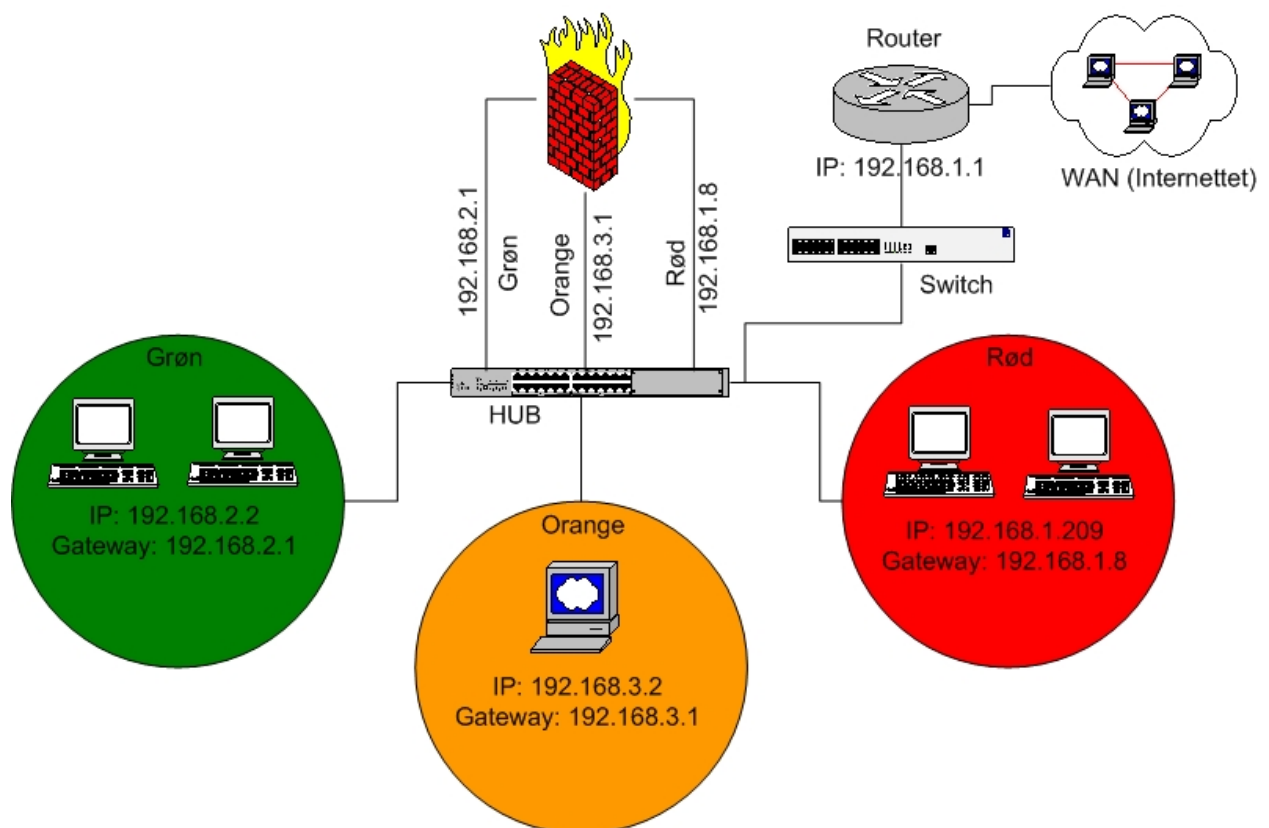 Router
IP: 192.168.1.1
WAN (Internettet)
192.168.2.1
Grøn
Orange
192.168.3.1
Rød
192.168.1.8
Switch
HUB
Grøn
IP: 192.168.2.2
Gateway: 192.168.2.1
Orange
IP: 192.168.3.2
Gateway: 192.168.3.1
Rød
IP: 192.168.1.209
Gateway: 192.168.1.8